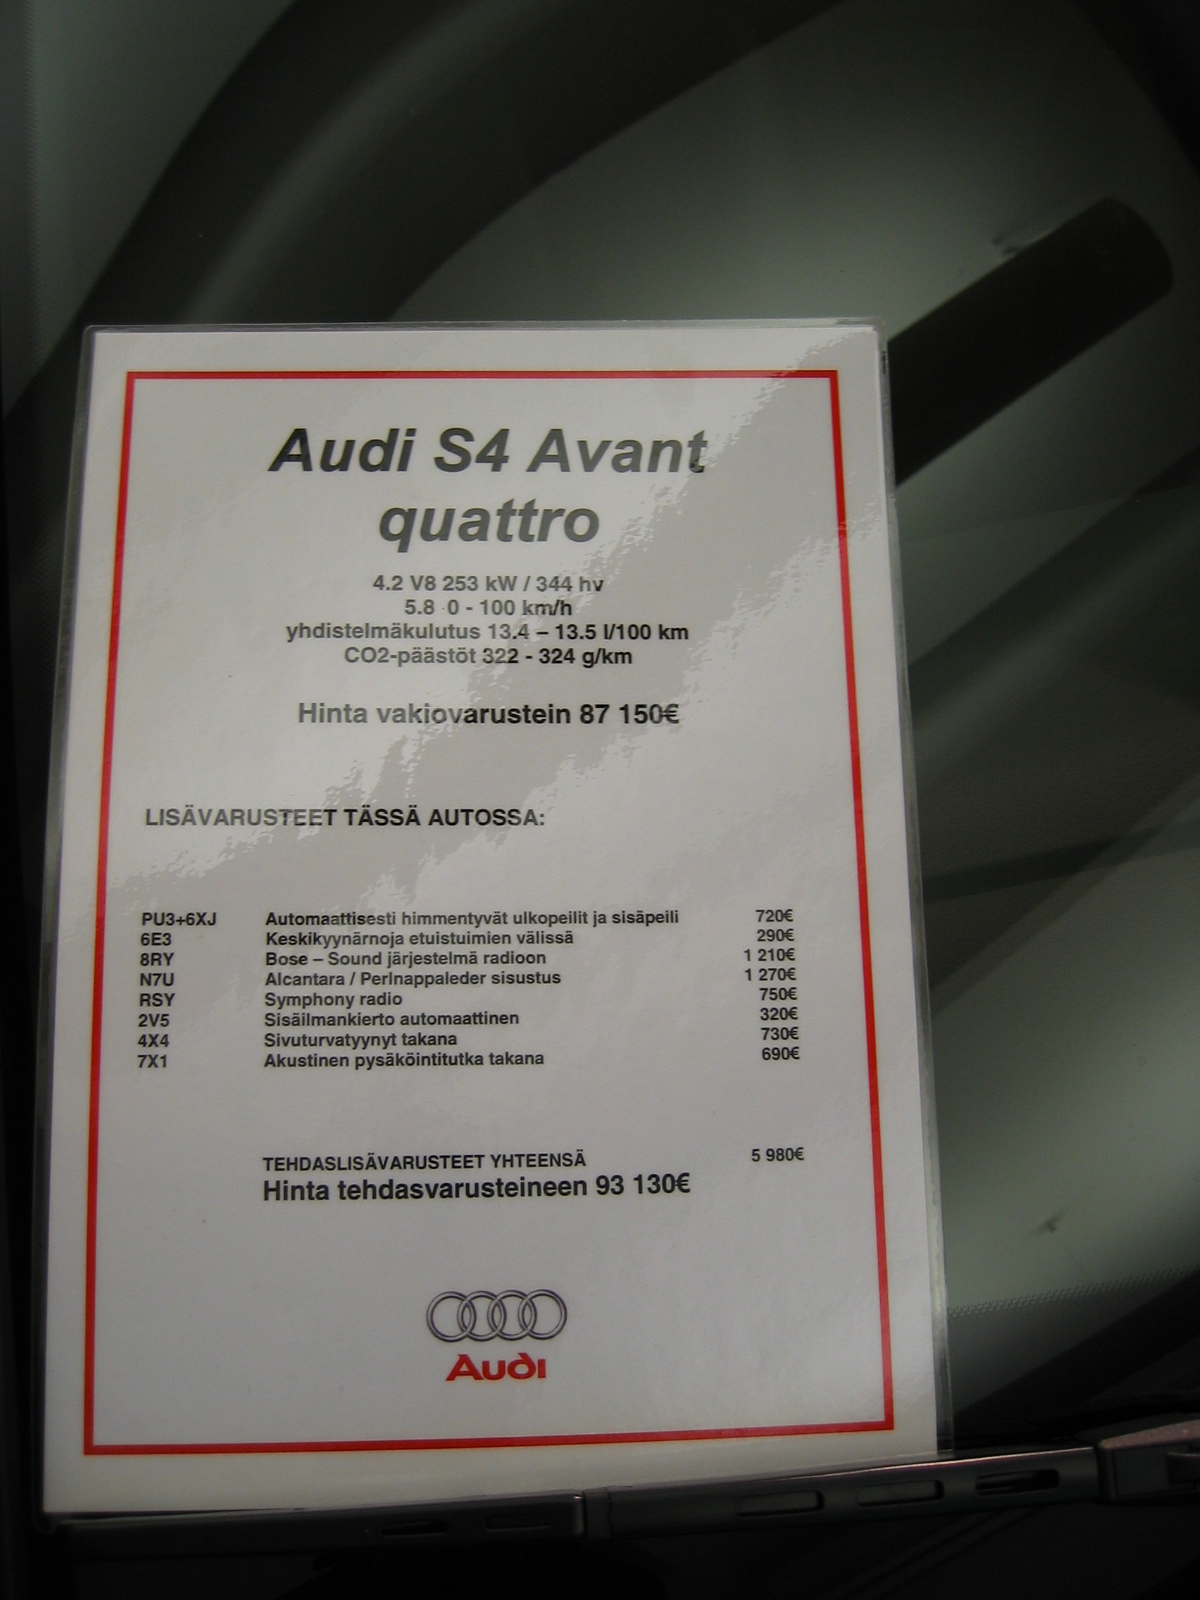 Audi S4 Avant
quattro
4.2 V8 253 kW / 344 hv
5.8 0 - 100 km/h
yhdistelmäkulutus 13.4 – 13.5 l/100 km
CO2-päästöt 322 - 324 g/km
Hinta vakiovarustein 87 150€
LISÄVARUSTEET TÄSSÄ AUTOSSA:
PU3+6XJ Automaattisesti himmentyvät ulkopeilit ja sisäpeili 720€
6E3 Keskikyynärnoja etuistuimien välissä 290€
8RY Bose – Sound järjestelmä radioon 1 210€
N7U Alcantara / Perlnappaleder sisustus 1 270€
RSY Symphony radio 750€
2V5 Sisäilmankierto automaattinen 320€
4X4 Sivuturvatyynyt takana 730€
7X1 Akustinen pysäköintitutka takana 690€
TEHDASLISÄVARUSTEET YHTEENSÄ 5 980€
Hinta tehdasvarusteineen 93 130€
Audi